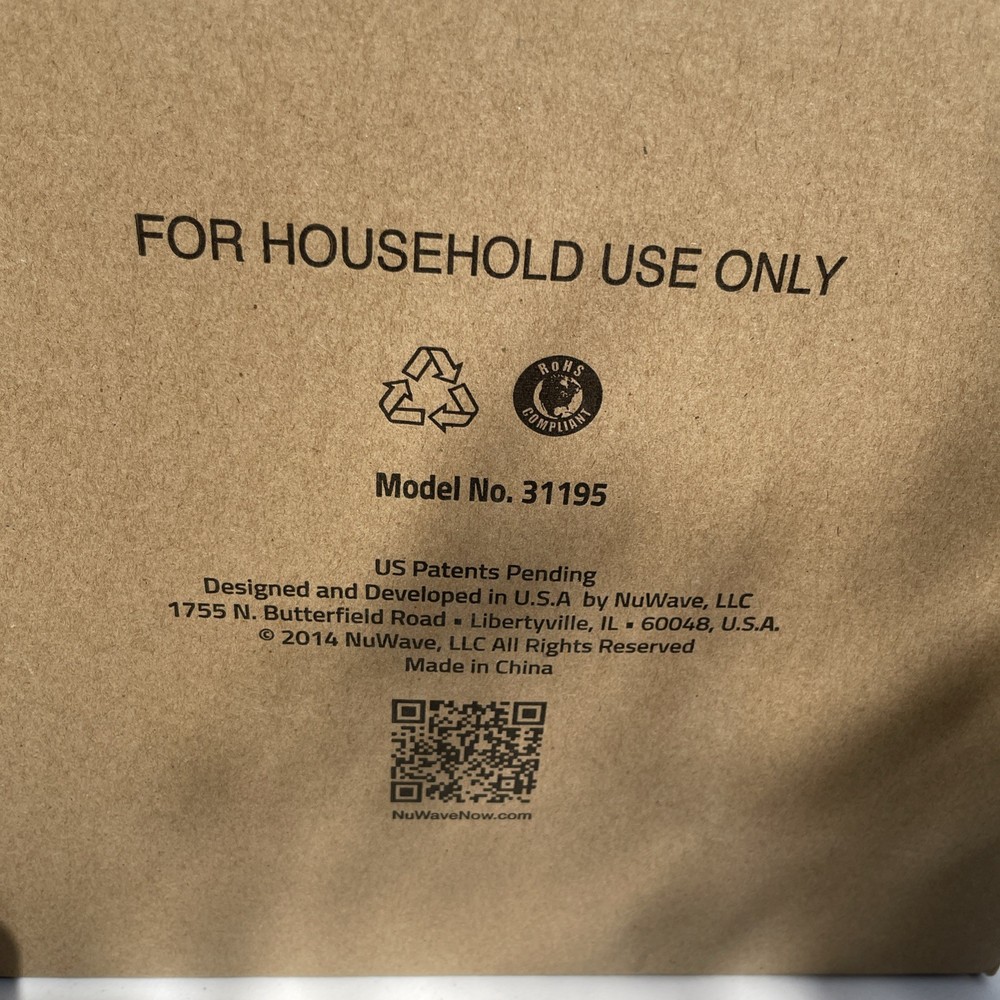 FOR HOUSEHOLD USE ONLY
RoHS
COMPLIANT
Model No. 31195
US Patents Pending
Designed and Developed in U.S.A by NuWave, LLC
1755 N. Butterfield Road ▪ Libertyville, IL ▪ 60048, U.S.A.
© 2014 NuWave, LLC All Rights Reserved
Made in China
NuWaveNow.com